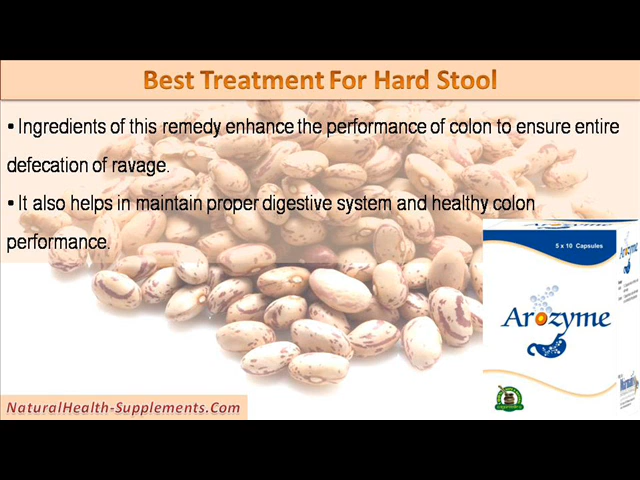 Best Treatment For Hard Stool
• Ingredients of this remedy enhance the performance of colon to ensure entire
defecation of ravage.
• It also helps in maintain proper digestive system and healthy colon
performance.
Arozyme
5 x 10 Capsules
Arozyme
NaturalHealth-Supplements.Com